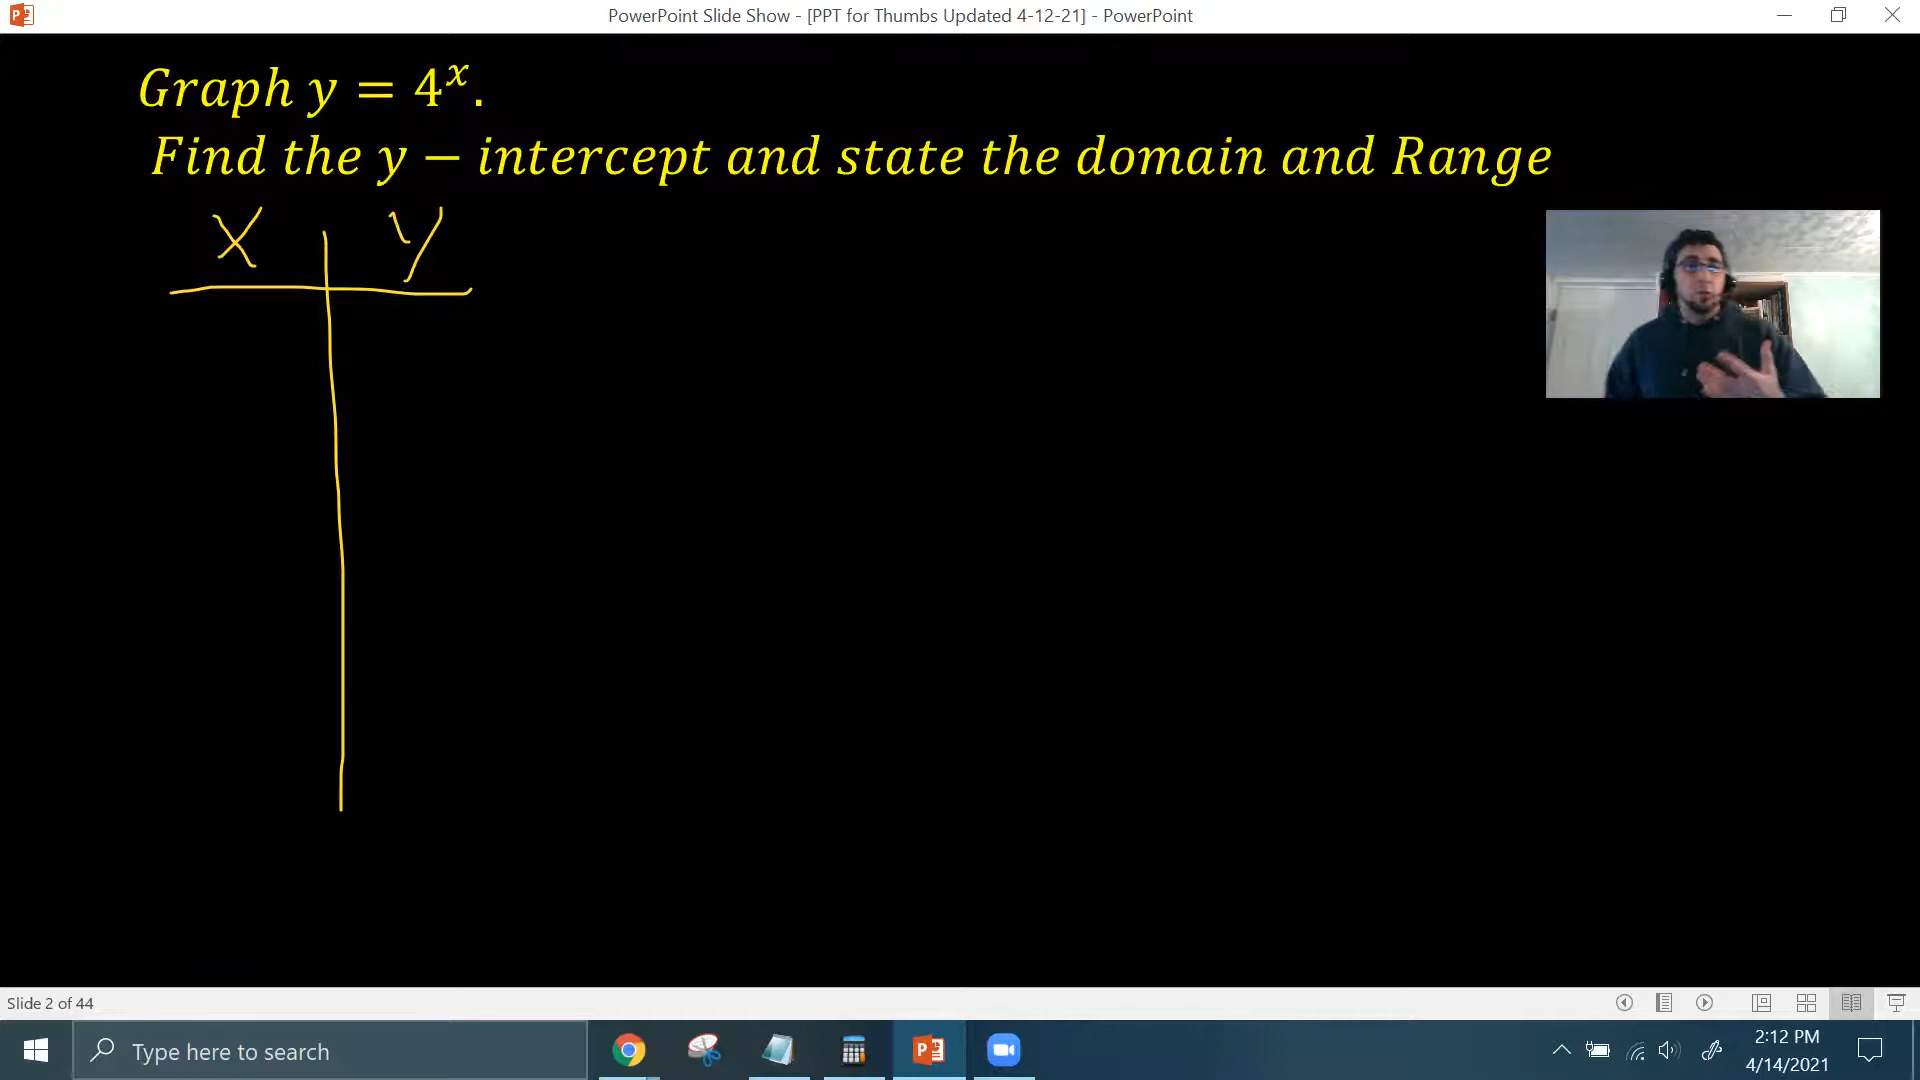 PowerPoint Slide Show - [PPT for Thumbs Updated 4-12-21] - PowerPoint
Graph y = 4ˣ.
Find the y − intercept and state the domain and Range
X Y
Slide 2 of 44
Type here to search
2:12 PM
4/14/2021